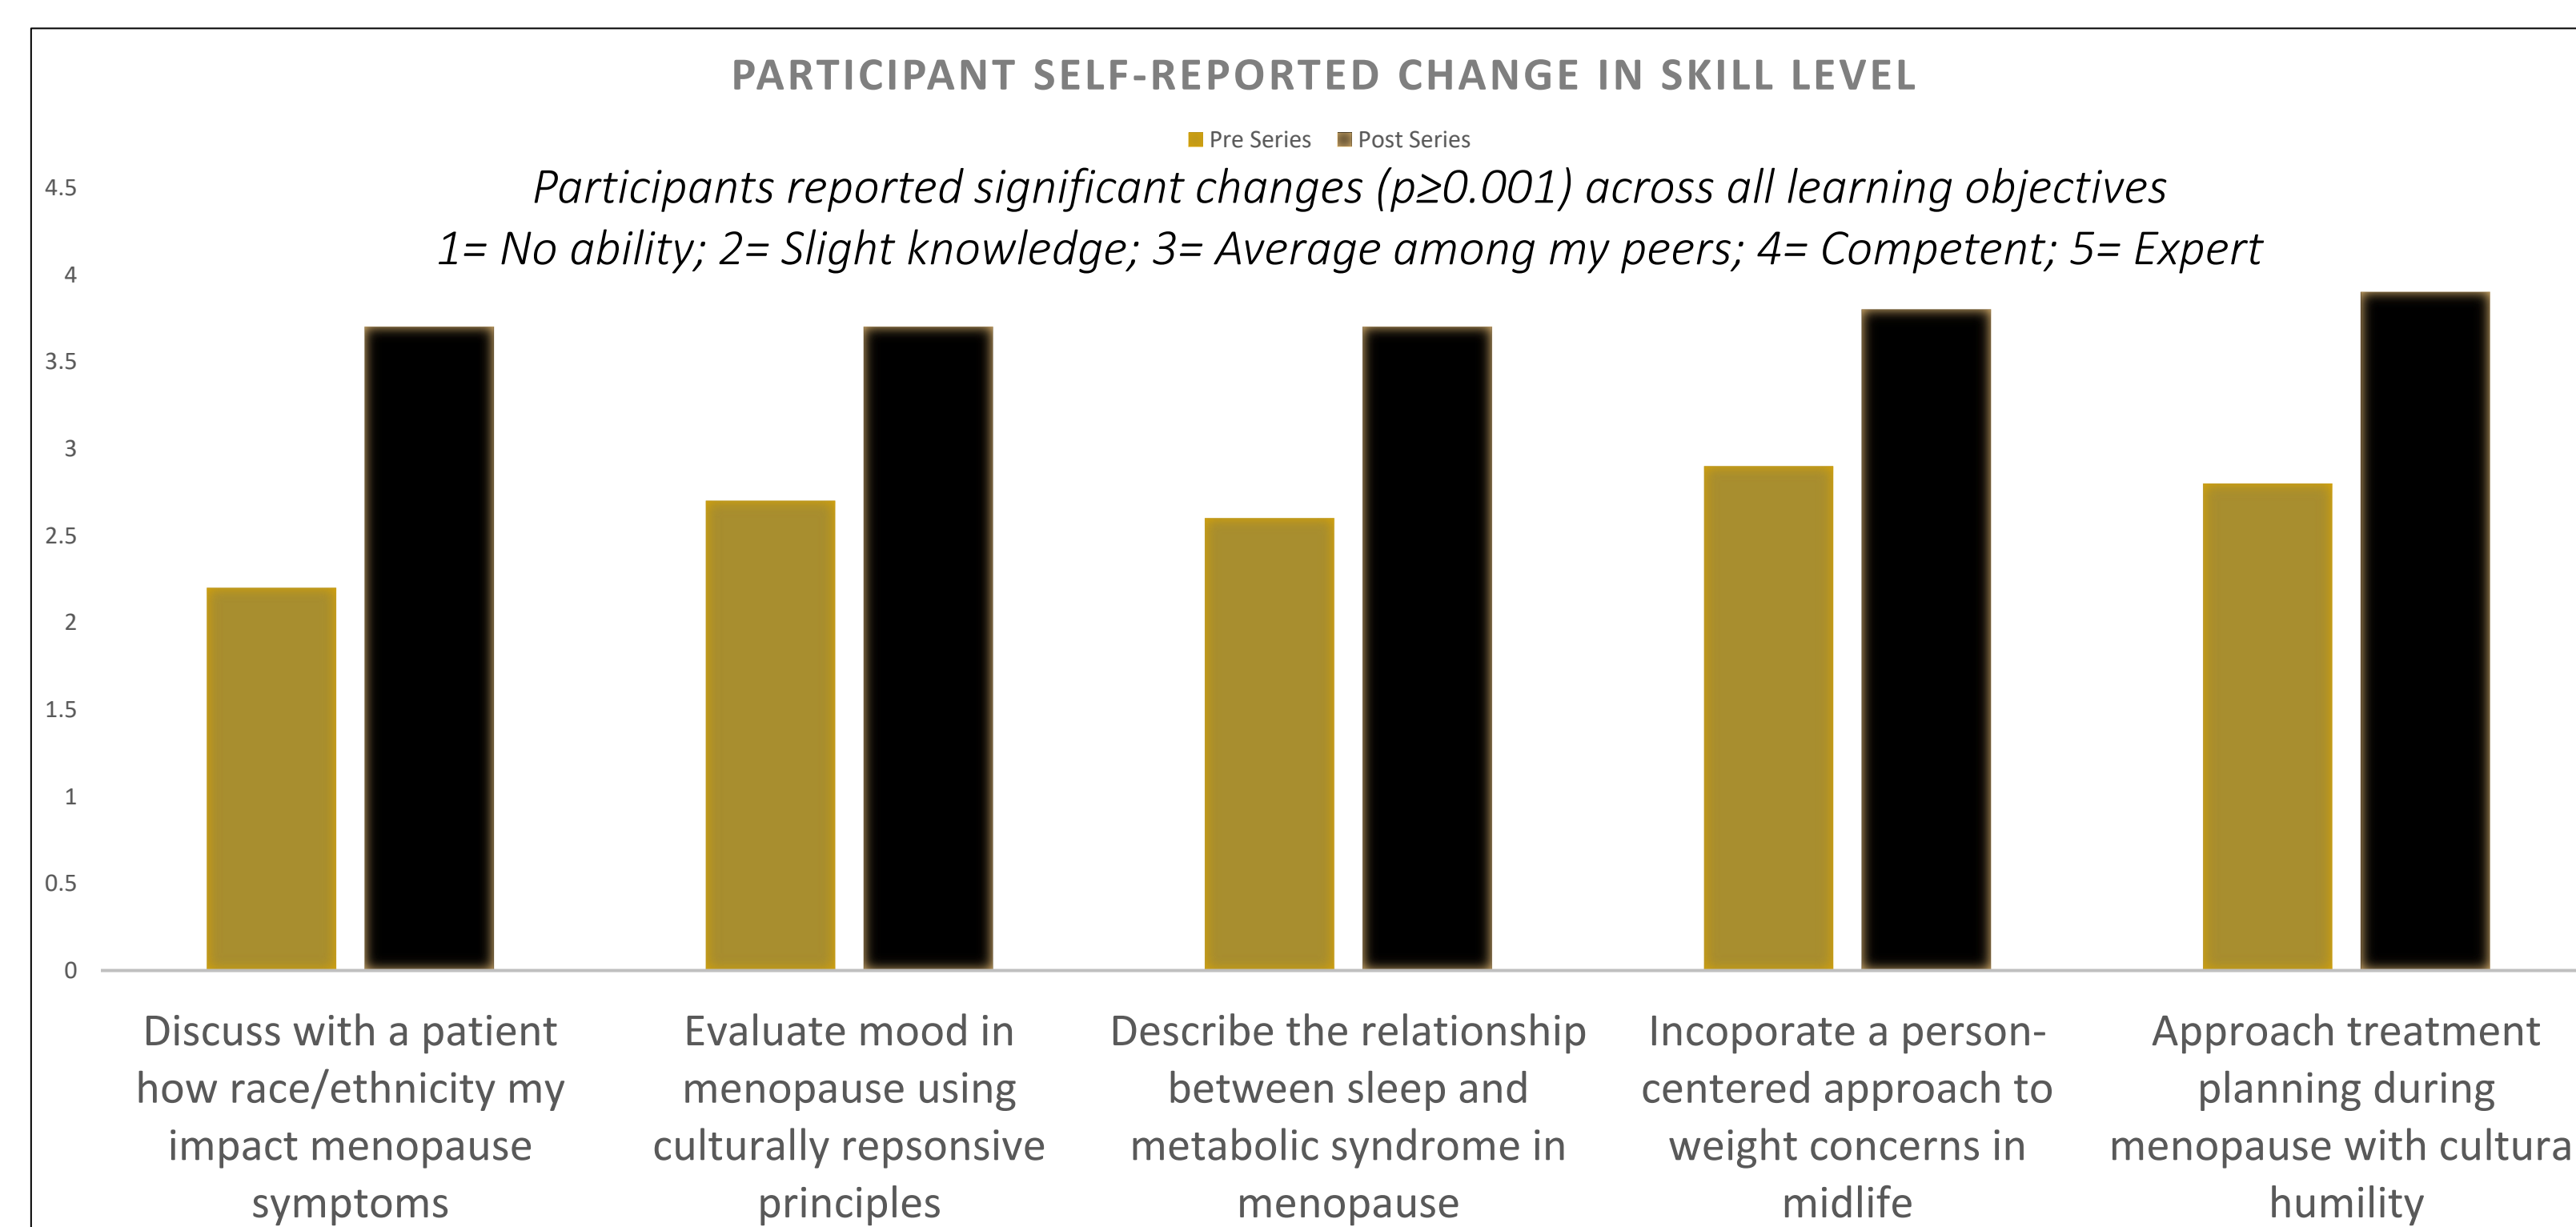 PARTICIPANT SELF-REPORTED CHANGE IN SKILL LEVEL
Pre Series Post Series
Participants reported significant changes (p≥0.001) across all learning objectives
1= No ability; 2= Slight knowledge; 3= Average among my peers; 4= Competent; 5= Expert
4.5
4
3.5
3
2.5
2
1.5
1
0.5
0
Discuss with a patient
how race/ethnicity my
impact menopause
symptoms
Evaluate mood in
menopause using
culturally repsonsive
principles
Describe the relationship
between sleep and
metabolic syndrome in
menopause
Incoporate a person-
centered approach to
weight concerns in
midlife
Approach treatment
planning during
menopause with cultura
humility